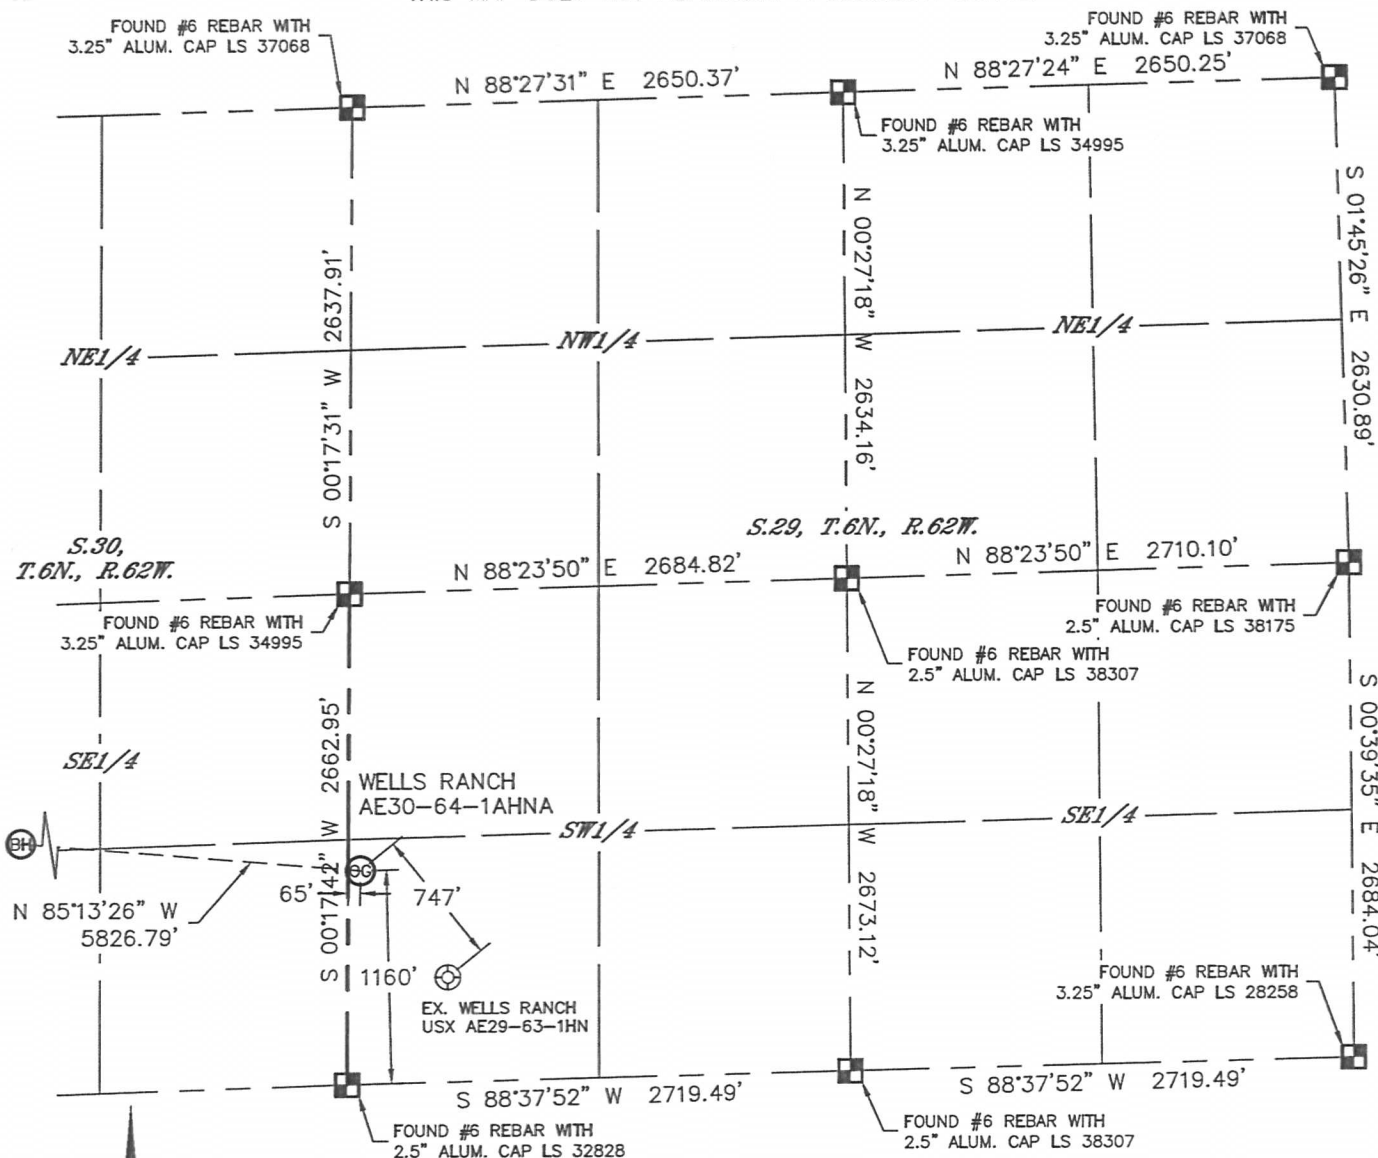 FOUND #6 REBAR WITH
3.25" ALUM. CAP LS 37068
FOUND #6 REBAR WITH
3.25" ALUM. CAP LS 37068
N 88°27'31" E 2650.37'
N 88°27'24" E 2650.25'
FOUND #6 REBAR WITH
3.25" ALUM. CAP LS 34995
S 00°17'31" W 2637.91'
N 00°27'18" W 2634.16'
S 01°45'26" E 2630.89'
NE1/4
NW1/4
NE1/4
S.30,
T.6N., R.62W.
S.29, T.6N., R.62W.
N 88°23'50" E 2684.82'
N 88°23'50" E 2710.10'
FOUND #6 REBAR WITH
3.25" ALUM. CAP LS 34995
FOUND #6 REBAR WITH
2.5" ALUM. CAP LS 38175
FOUND #6 REBAR WITH
2.5" ALUM. CAP LS 38307
S 00°17'42" W 2662.95'
N 00°27'18" W 2673.12'
S 00°39'35" E 2684.04'
SE1/4
WELLS RANCH
AE30-64-1AHNA
SW1/4
SE1/4
BH
OG
65'
747'
N 85°13'26" W
5826.79'
1160'
EX. WELLS RANCH
USX AE29-63-1HN
FOUND #6 REBAR WITH
3.25" ALUM. CAP LS 28258
S 88°37'52" W 2719.49'
S 88°37'52" W 2719.49'
FOUND #6 REBAR WITH
2.5" ALUM. CAP LS 32828
FOUND #6 REBAR WITH
2.5" ALUM. CAP LS 38307